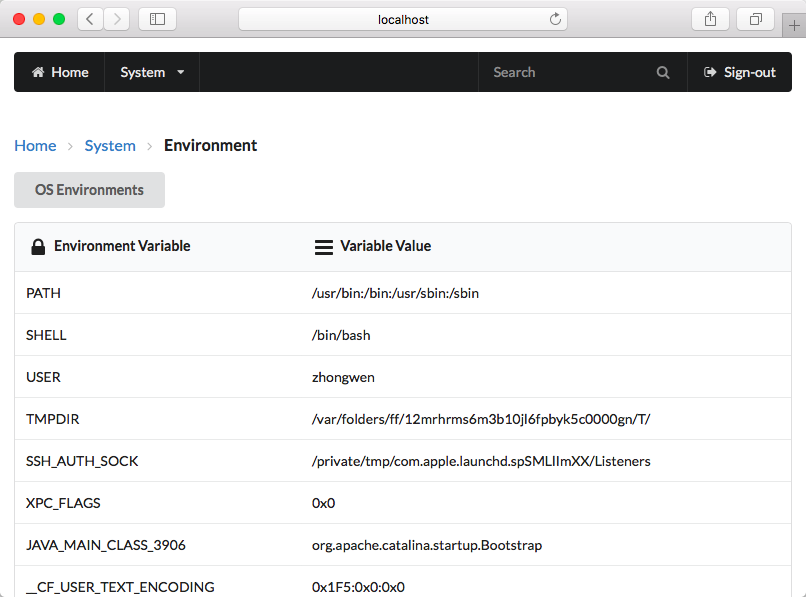 localhost
Home System Search Sign-out
Home System Environment
OS Environments
Environment Variable Variable Value
PATH /usr/bin:/bin:/usr/sbin:/sbin
SHELL /bin/bash
USER zhongwen
TMPDIR /var/folders/ff/12mrhrms6m3b10jl6fpbyk5c0000gn/T/
SSH_AUTH_SOCK /private/tmp/com.apple.launchd.spSMLIImXX/Listeners
XPC_FLAGS 0x0
JAVA_MAIN_CLASS_3906 org.apache.catalina.startup.Bootstrap
__CF_USER_TEXT_ENCODING 0x1F5:0x0:0x0